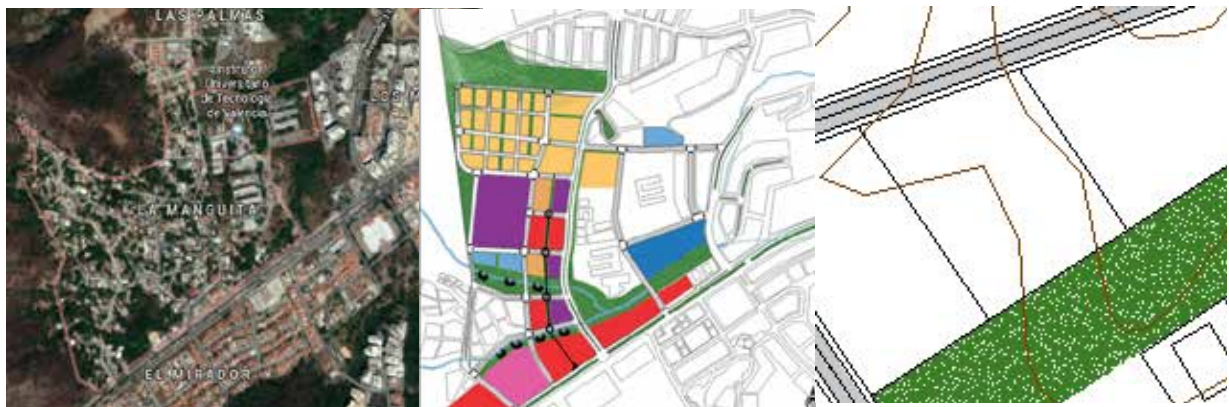 LAS PALMAS
Instituto
Universitario
de Tecnología
de Valencia
LA MANGUITA
EL MIRADOR